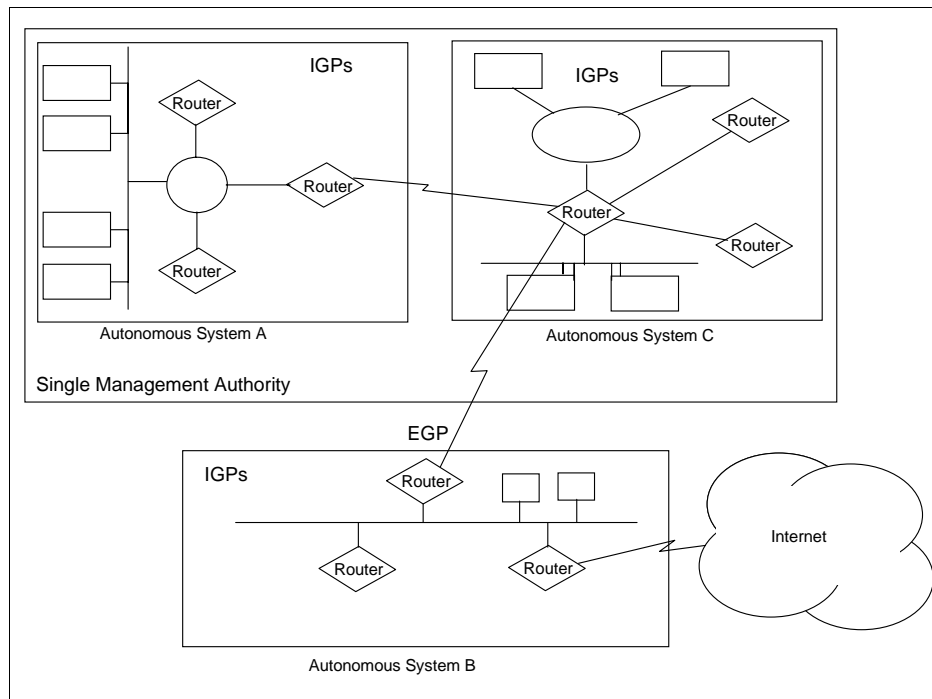 IGPs
Router
Router
Router
Autonomous System A
IGPs
Router
Router
Router
Autonomous System C
Single Management Authority
EGP
IGPs
Router
Router
Router
Internet
Autonomous System B